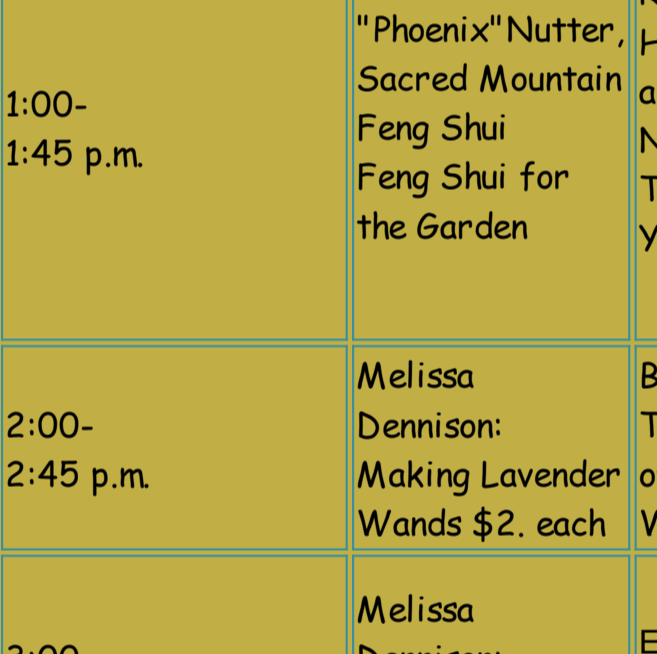 1:00-
1:45 p.m.
"Phoenix"Nutter,
Sacred Mountain
Feng Shui
Feng Shui for
the Garden
2:00-
2:45 p.m.
Melissa
Dennison:
Making Lavender
Wands $2. each
Melissa